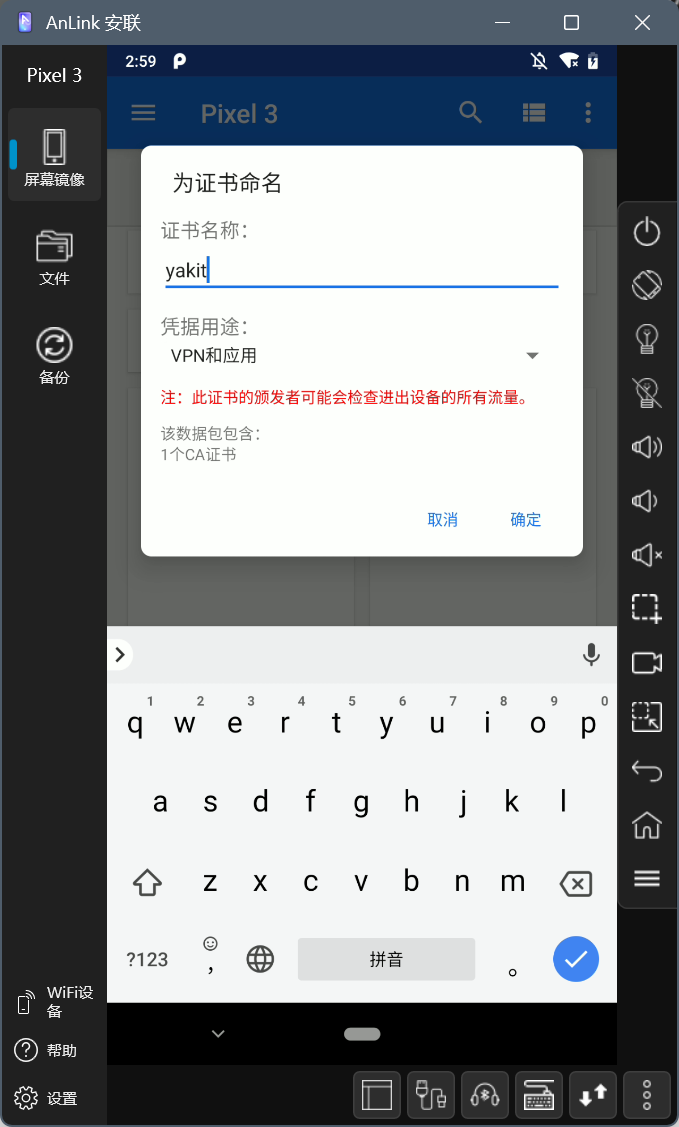 AnLink 安联
Pixel 3
屏幕镜像
文件
备份
WiFi设
备
帮助
设置
2:59
Pixel 3
为证书命名
证书名称：
yakit
凭据用途：
VPN和应用
注：此证书的颁发者可能会检查进出设备的所有流量。
该数据包包含：
1个CA证书
取消 确定
1 2 3 4 5 6 7 8 9 0
q w e r t y u i o p
a s d f g h j k l
z x c v b n m
?123 ， 拼音 。